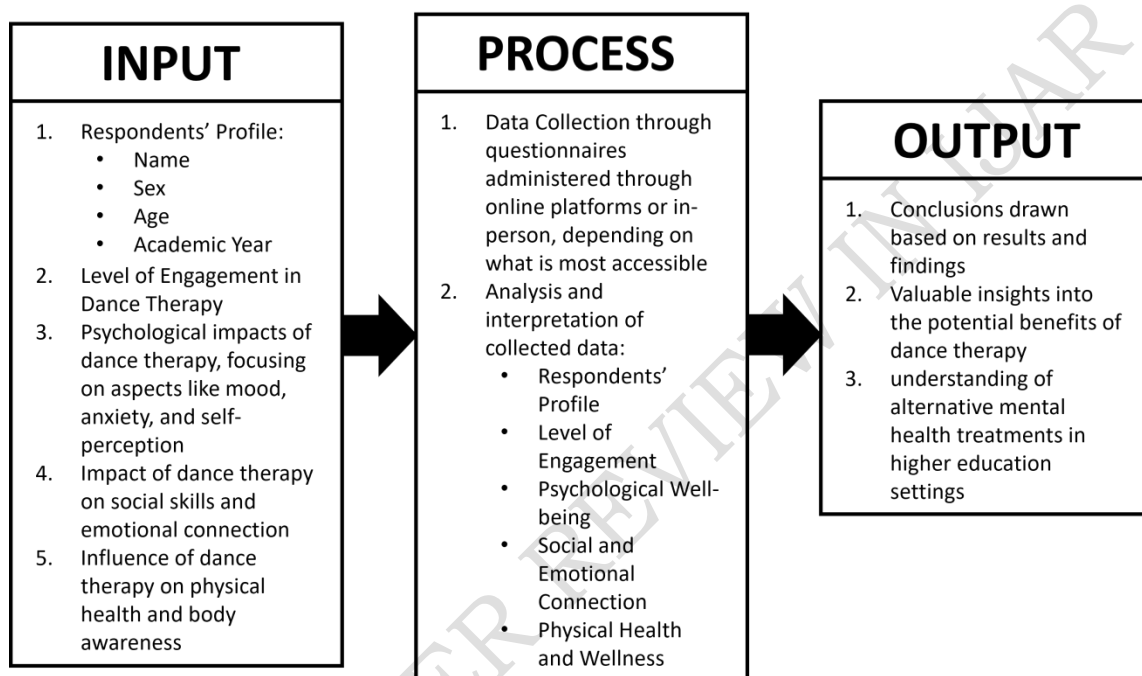 INPUT
1. Respondents' Profile:
• Name
• Sex
• Age
• Academic Year
2. Level of Engagement in
Dance Therapy
3. Psychological impacts of
dance therapy, focusing
on aspects like mood,
anxiety, and self-
perception
4. Impact of dance therapy
on social skills and
emotional connection
5. Influence of dance
therapy on physical
health and body
awareness
PROCESS
1. Data Collection through
questionnaires
administered through
online platforms or in-
person, depending on
what is most accessible
2. Analysis and
interpretation of
collected data:
• Respondents'
Profile
• Level of
Engagement
• Psychological Well-
being
• Social and
Emotional
Connection
• Physical Health
and Wellness
OUTPUT
1. Conclusions drawn
based on results and
findings
2. Valuable insights into
the potential benefits of
dance therapy
3. understanding of
alternative mental
health treatments in
higher education
settings
ER REVIEW IN IJAR